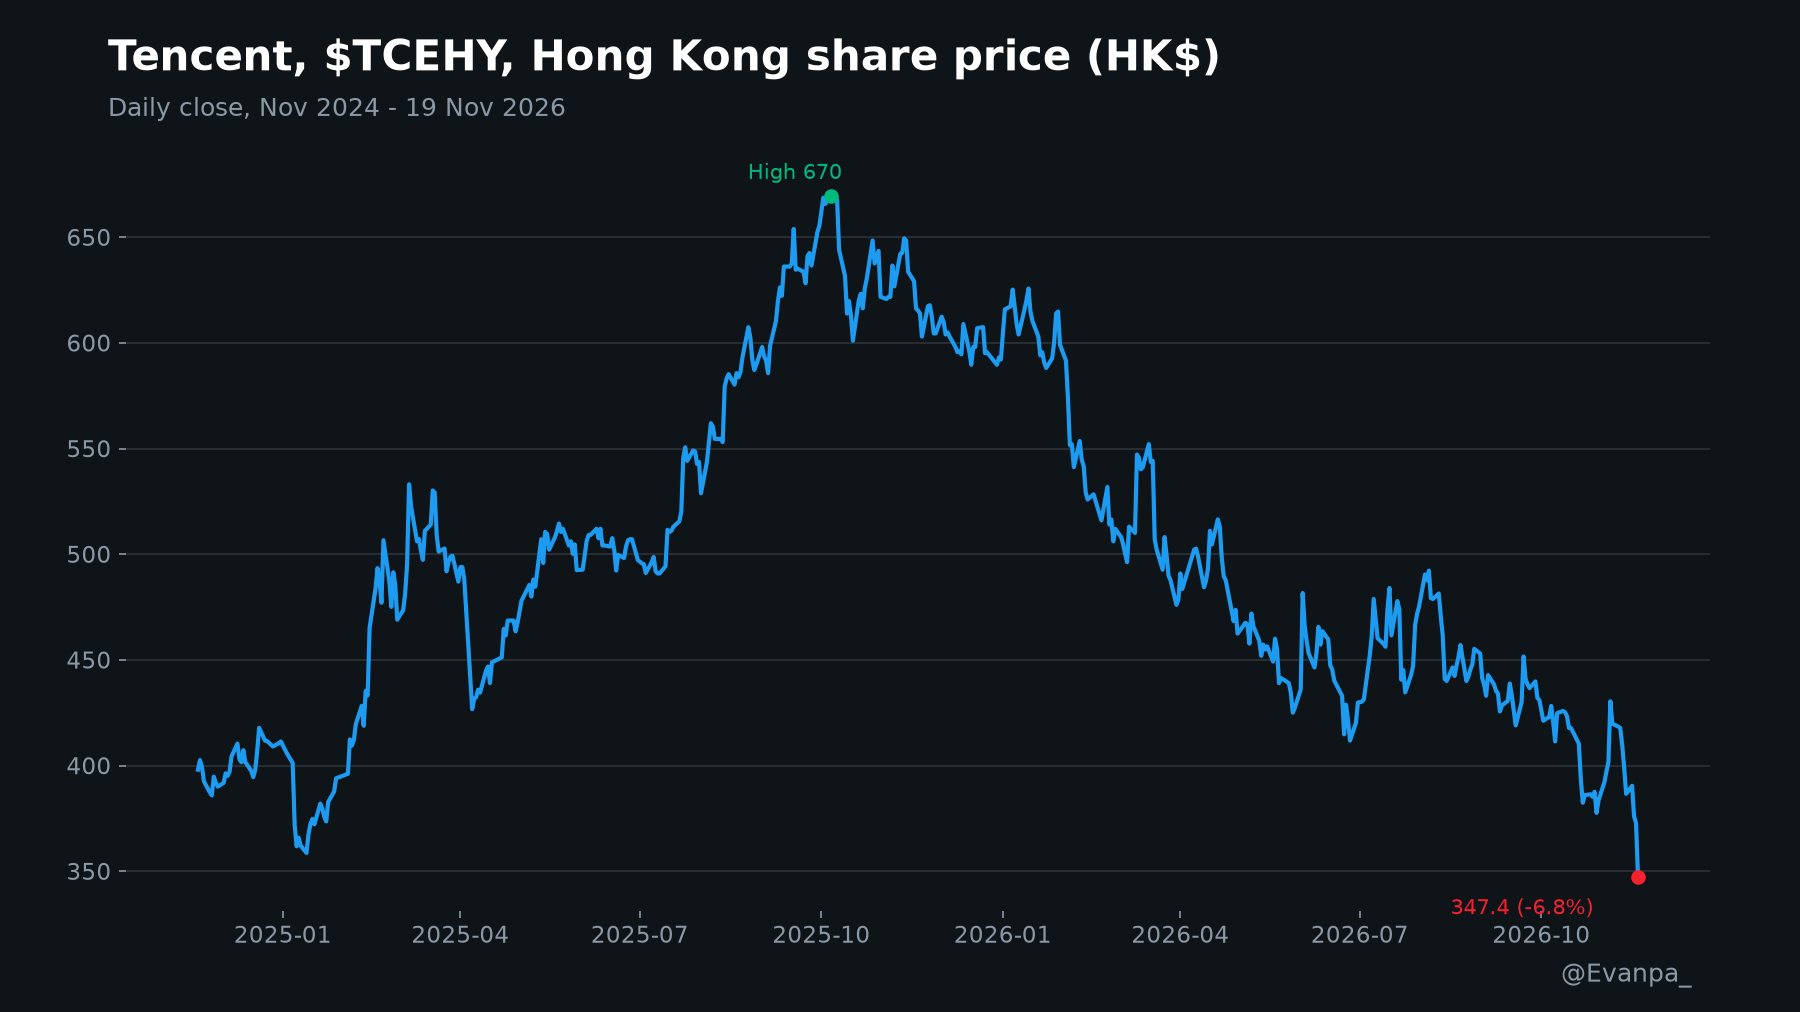 Tencent, $TCEHY, Hong Kong share price (HK$)
Daily close, Nov 2024 - 19 Nov 2026
High 670
650
600
550
500
450
400
350
347.4 (-6.8%)
2025-01 2025-04 2025-07 2025-10 2026-01 2026-04 2026-07 2026-10
@Evanpa_